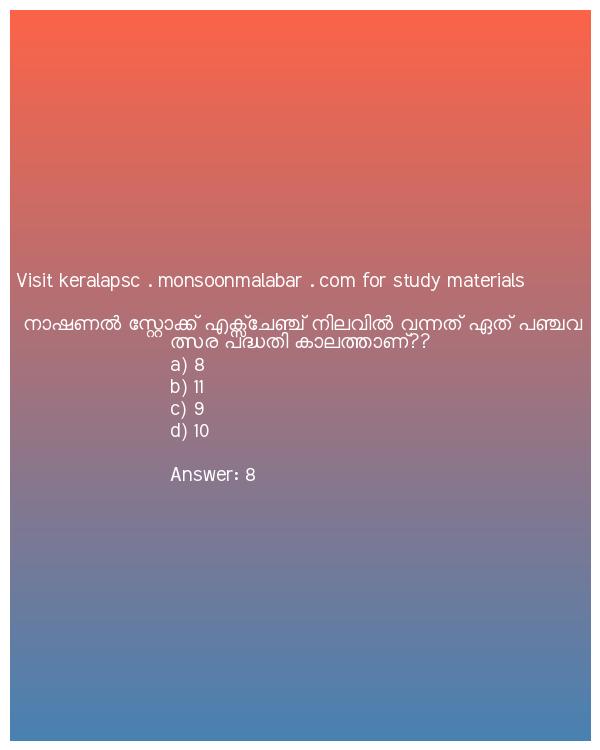 Visit keralapsc . monsoonmalabar . com for study materials
നാഷണൽ സ്റ്റോക്ക് എക്സ്ചേഞ്ച് നിലവിൽ വന്നത് ഏത് പഞ്ചവ
ത്സര പദ്ധതി കാലത്താണ്??
a) 8
b) 11
c) 9
d) 10
Answer: 8